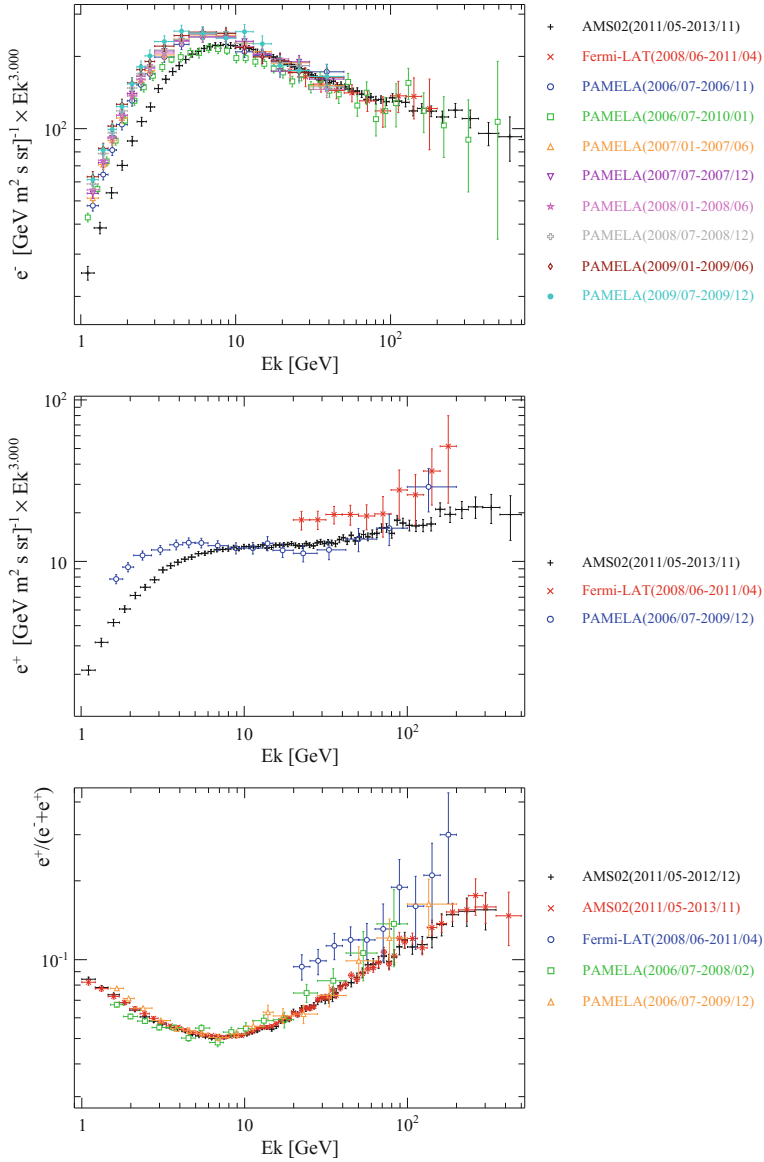 e⁻ [GeV m² s sr]⁻¹ × Ek³·⁰⁰⁰
10²
1
10
10²
Ek [GeV]
AMS02(2011/05-2013/11)
Fermi-LAT(2008/06-2011/04)
PAMELA(2006/07-2006/11)
PAMELA(2006/07-2010/01)
PAMELA(2007/01-2007/06)
PAMELA(2007/07-2007/12)
PAMELA(2008/01-2008/06)
PAMELA(2008/07-2008/12)
PAMELA(2009/01-2009/06)
PAMELA(2009/07-2009/12)
e⁺ [GeV m² s sr]⁻¹ × Ek³·⁰⁰⁰
10²
10
1
10
10²
Ek [GeV]
AMS02(2011/05-2013/11)
Fermi-LAT(2008/06-2011/04)
PAMELA(2006/07-2009/12)
e⁺/(e⁻+e⁺)
10⁻¹
1
10
10²
Ek [GeV]
AMS02(2011/05-2012/12)
AMS02(2011/05-2013/11)
Fermi-LAT(2008/06-2011/04)
PAMELA(2006/07-2008/02)
PAMELA(2006/07-2009/12)